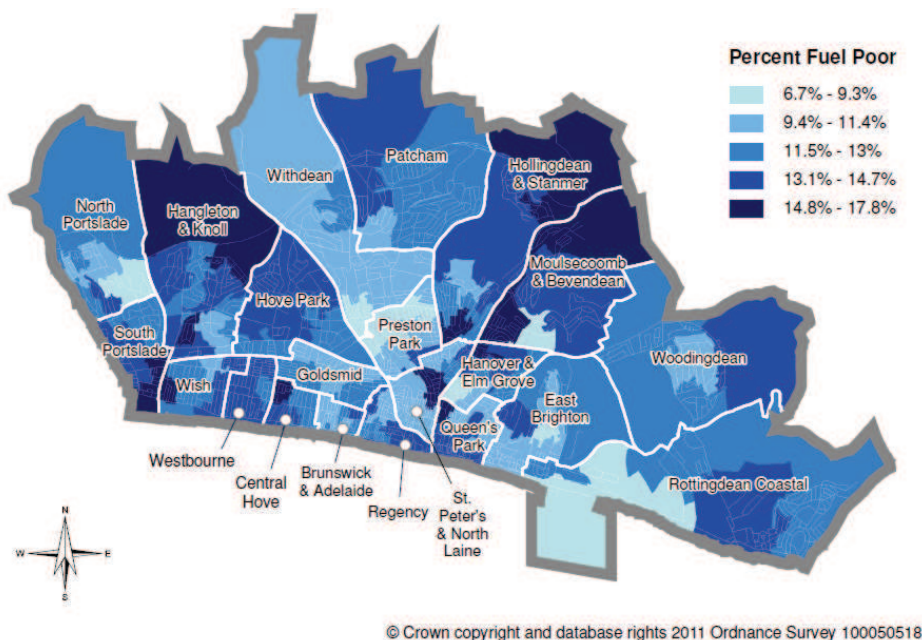 Percent Fuel Poor
6.7% - 9.3%
9.4% - 11.4%
11.5% - 13%
13.1% - 14.7%
14.8% - 17.8%
Patcham
Hollingdean
& Stanmer
Withdean
North
Portslade
Hangleton
& Knoll
Moulsecoomb
& Bevendean
Hove Park
Preston
Park
South
Portslade
Woodingdean
Hanover &
Elm Grove
Goldsmid
Wish
East
Brighton
Queen's
Park
Westbourne
Central
Hove
Brunswick
& Adelaide
Regency
St.
Peter's
& North
Laine
Rottingdean Coastal
N
W
E
S
© Crown copyright and database rights 2011 Ordnance Survey 100050518